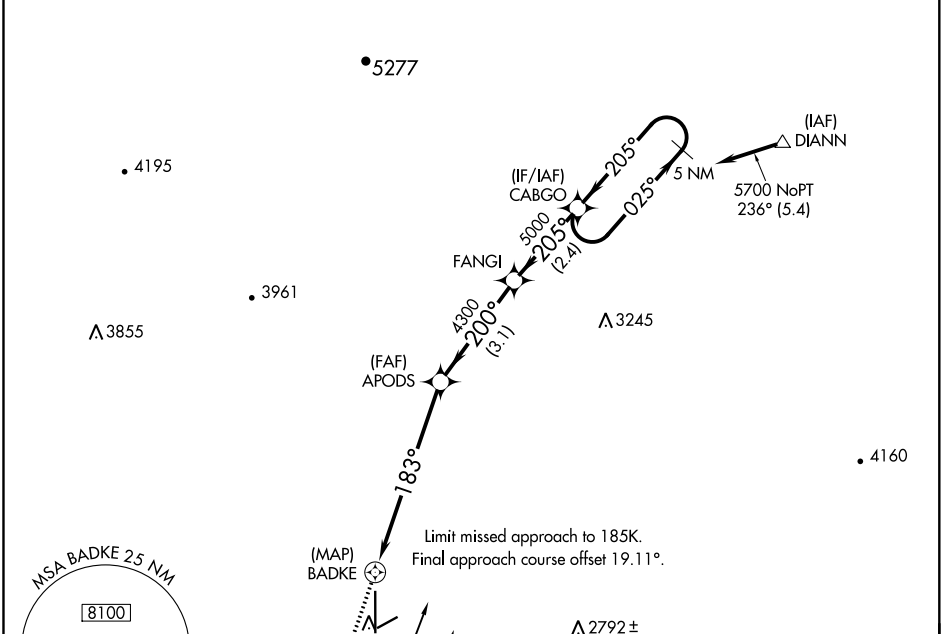 5277
4195
(IAF)
DIANN
205°
5 NM
(IF/IAF)
CABGO
5700 NoPT
236° (5.4)
025°
5000
205°
(2.4)
FANGI
3961
4300
200°
(3.1)
3245
3855
(FAF)
APODS
4160
183°
Limit missed approach to 185K.
Final approach course offset 19.11°.
(MAP)
BADKE
MSA BADKE 25 NM
8100
2792 ±